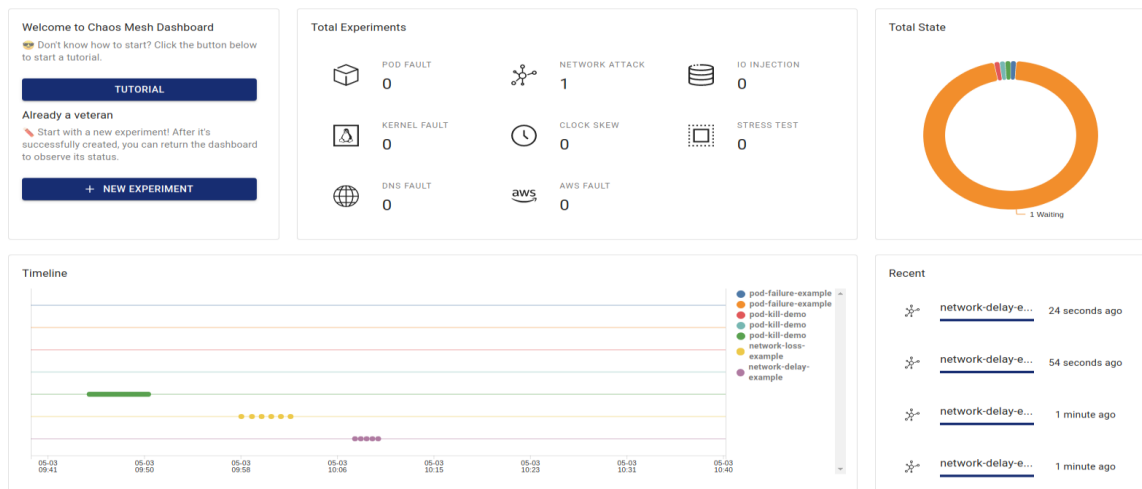 Welcome to Chaos Mesh Dashboard
😎 Don't know how to start? Click the button below
to start a tutorial.
TUTORIAL
Already a veteran
Start with a new experiment! After it's
successfully created, you can return the dashboard
to observe its status.
+ NEW EXPERIMENT
Total Experiments
POD FAULT
0
NETWORK ATTACK
1
IO INJECTION
0
KERNEL FAULT
0
CLOCK SKEW
0
STRESS TEST
0
DNS FAULT
0
aws
AWS FAULT
0
Total State
1 Waiting
Timeline
pod-failure-example
pod-failure-example
pod-kill-demo
pod-kill-demo
pod-kill-demo
network-loss-
example
network-delay-
example
05-03
09:41
05-03
09:50
05-03
09:58
05-03
10:06
05-03
10:15
05-03
10:23
05-03
10:31
05-03
10:40
Recent
network-delay-e...
24 seconds ago
network-delay-e...
54 seconds ago
network-delay-e...
1 minute ago
network-delay-e...
1 minute ago